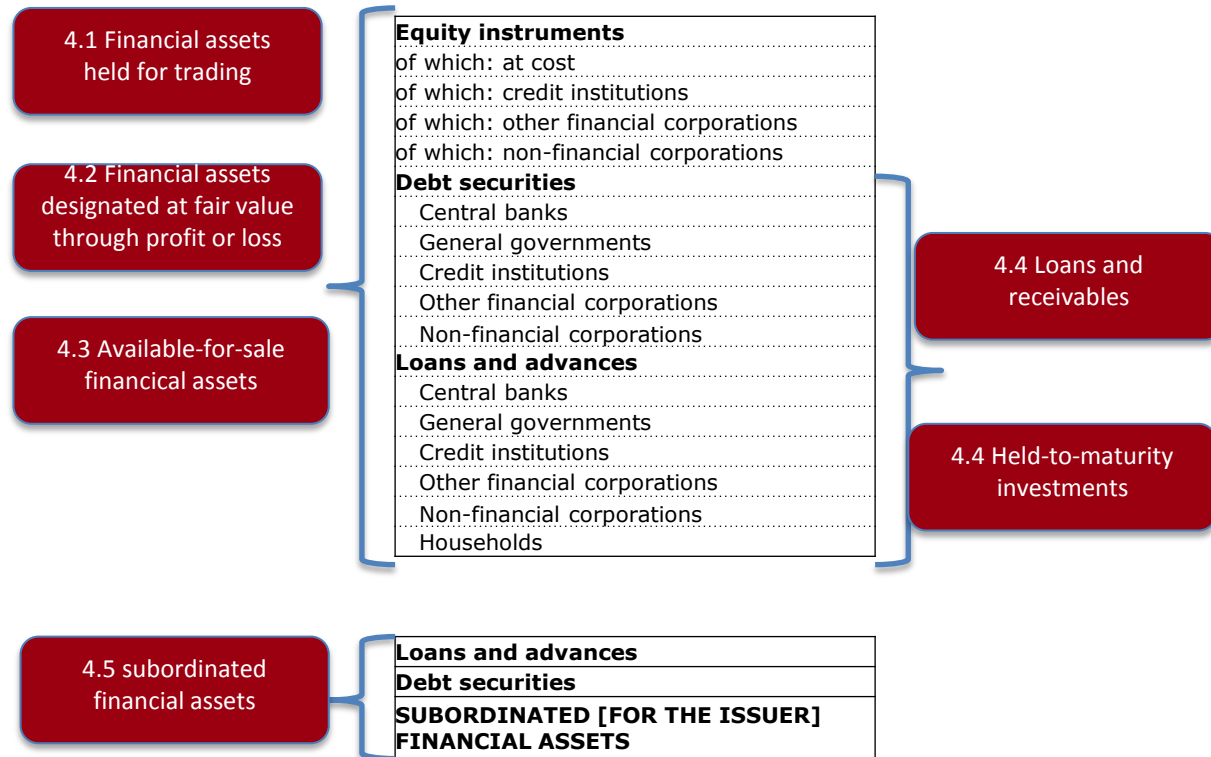 4.1 Financial assets
held for trading
4.2 Financial assets
designated at fair value
through profit or loss
4.3 Available-for-sale
financical assets
Equity instruments
of which: at cost
of which: credit institutions
of which: other financial corporations
of which: non-financial corporations
Debt securities
Central banks
General governments
Credit institutions
Other financial corporations
Non-financial corporations
Loans and advances
Central banks
General governments
Credit institutions
Other financial corporations
Non-financial corporations
Households
4.4 Loans and
receivables
4.4 Held-to-maturity
investments
4.5 subordinated
financial assets
Loans and advances
Debt securities
SUBORDINATED [FOR THE ISSUER]
FINANCIAL ASSETS